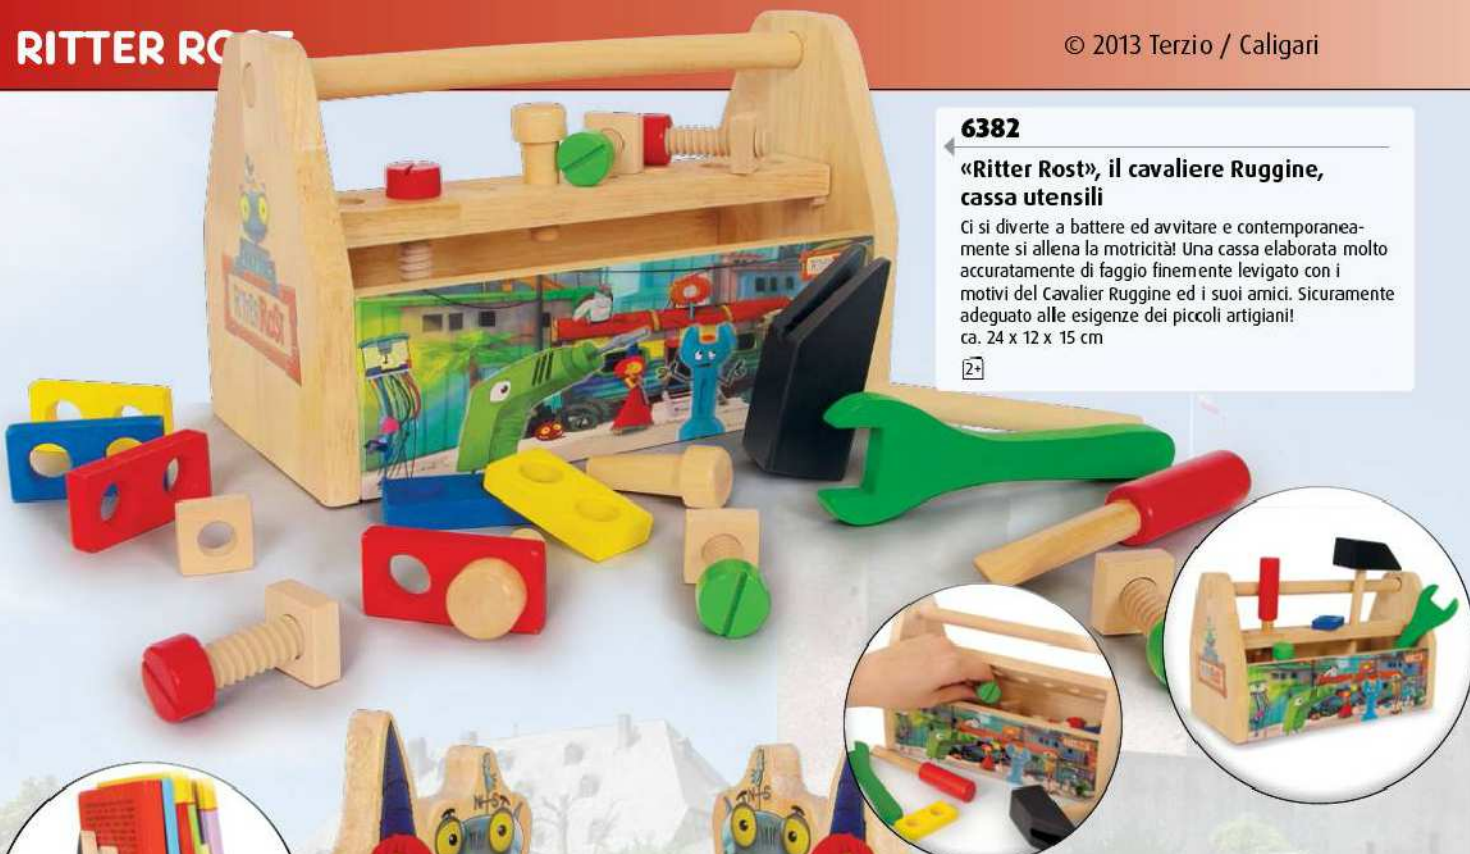 RITTER RO
© 2013 Terzio / Caligari
6382
«Ritter Rost», il cavaliere Ruggine,
cassa utensili
Ci si diverte a battere ed avvitare e contemporanea-
mente si allena la motricità! Una cassa elaborata molto
accuratamente di faggio finemente levigato con i
motivi del Cavalier Ruggine ed i suoi amici. Sicuramente
adeguato alle esigenze dei piccoli artigiani!
ca. 24 x 12 x 15 cm
2+
RitteR RosT
N S
N S